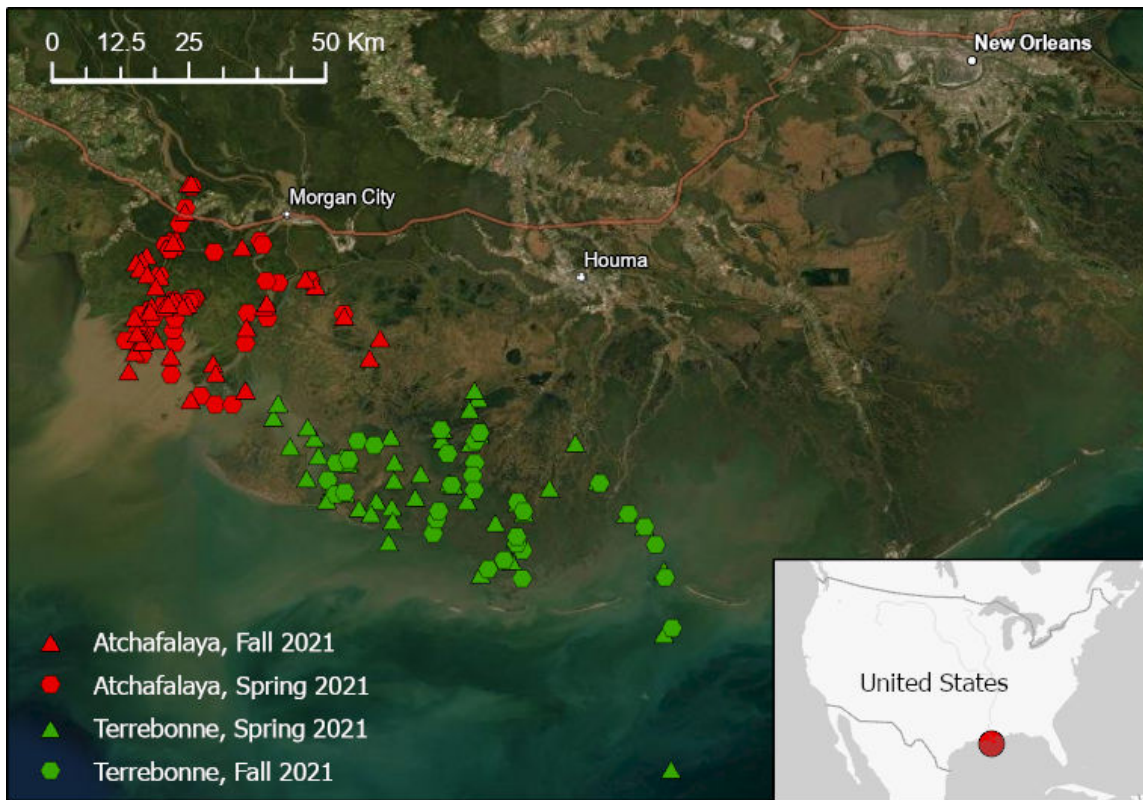 0 12.5 25 50 Km
New Orleans
Morgan City
Houma
Atchafalaya, Fall 2021
Atchafalaya, Spring 2021
Terrebonne, Spring 2021
Terrebonne, Fall 2021
United States